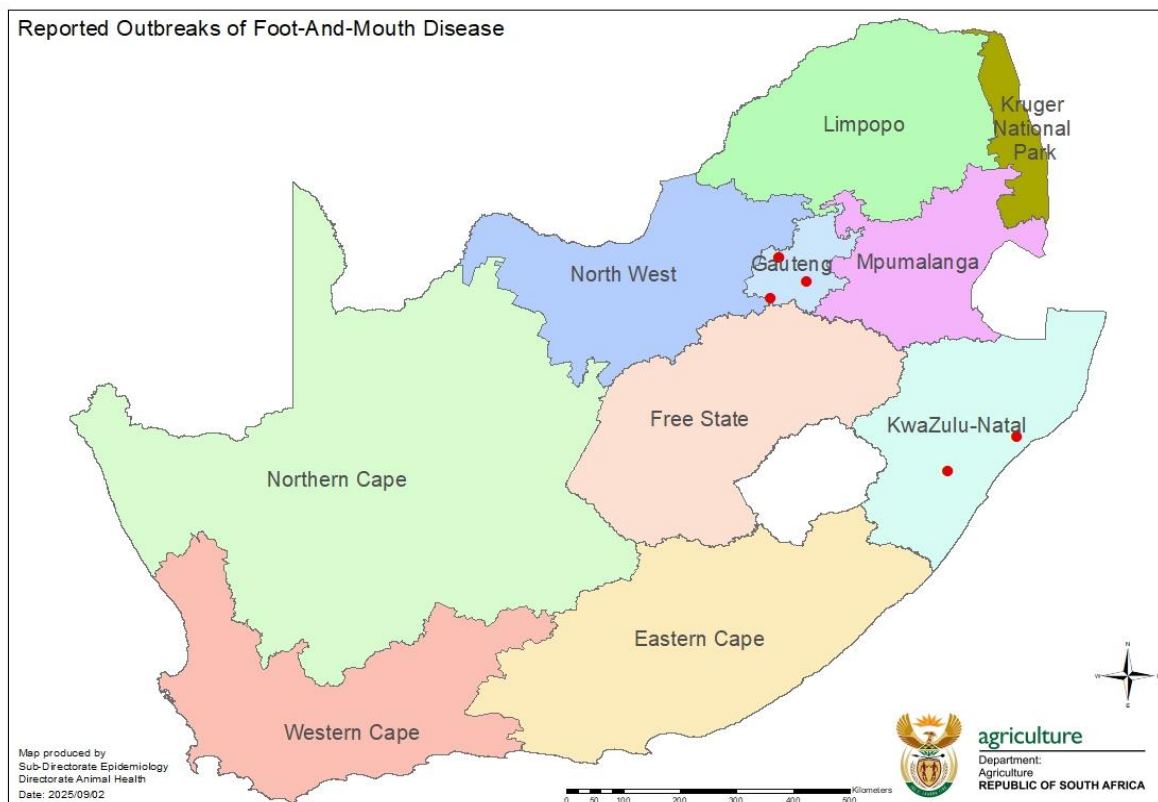 Reported Outbreaks of Foot-And-Mouth Disease
Limpopo
Kruger
National
Park
North West
Gauteng
Mpumalanga
Free State
KwaZulu-Natal
Northern Cape
Eastern Cape
Western Cape
N
W
S
Map produced by
Sub-Directorate Epidemiology
Directorate Animal Health
Date: 2025/09/02
Kilometers
0 50 100 200 300 400 500
agriculture
Department:
Agriculture
REPUBLIC OF SOUTH AFRICA